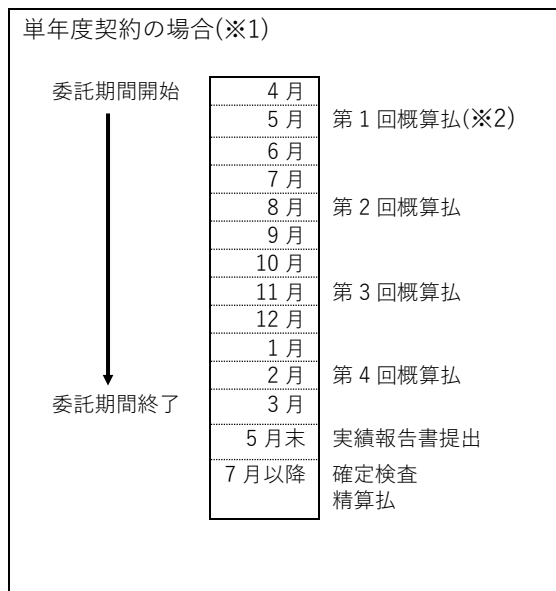 単年度契約の場合(※1)
委託期間開始 4月
5月 第1回概算払(※2)
6月
7月
8月 第2回概算払
9月
10月
11月 第3回概算払
12月
1月
2月 第4回概算払
委託期間終了 3月
5月末 実績報告書提出
7月以降 確定検査
精算払